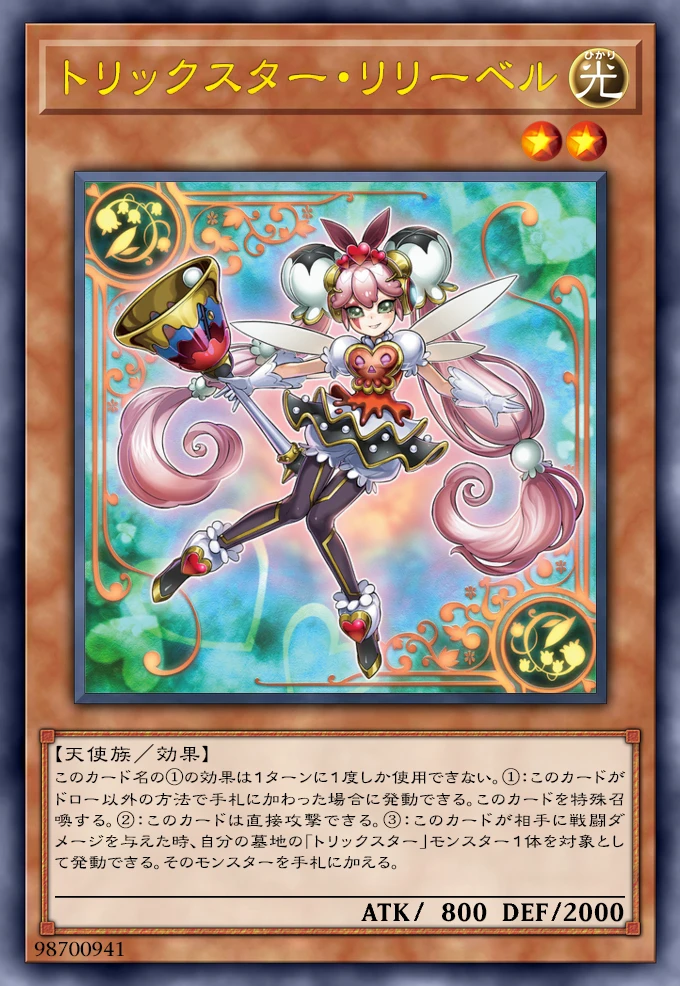 トリックスター・リリーベル
ひかり
光
【天使族／効果】
このカード名の①の効果は1ターンに1度しか使用できない。①：このカードが
ドロー以外の方法で手札に加わった場合に発動できる。このカードを特殊召
喚する。②：このカードは直接攻撃できる。③：このカードが相手に戦闘ダ
メージを与えた時、自分の墓地の「トリックスター」モンスター1体を対象とし
て発動できる。そのモンスターを手札に加える。
ATK/ 800 DEF/2000
98700941